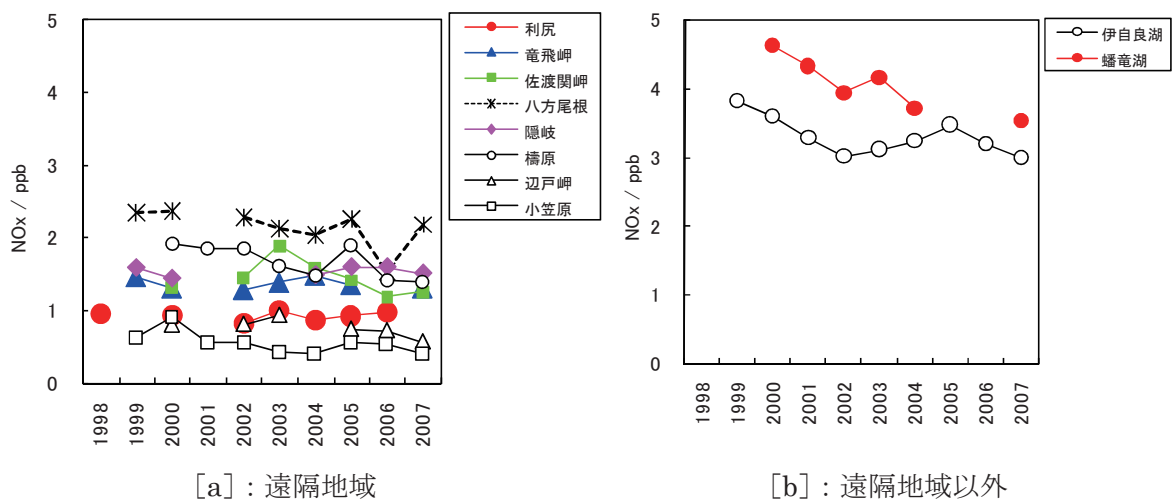 NOx / ppb
5
4
3
2
1
0
1998
1999
2000
2001
2002
2003
2004
2005
2006
2007
利尻
竜飛岬
佐渡関岬
八方尾根
隠岐
檮原
辺戸岬
小笠原
[a]：遠隔地域
NOx / ppb
5
4
3
2
1
0
1998
1999
2000
2001
2002
2003
2004
2005
2006
2007
伊自良湖
蟠竜湖
[b]：遠隔地域以外